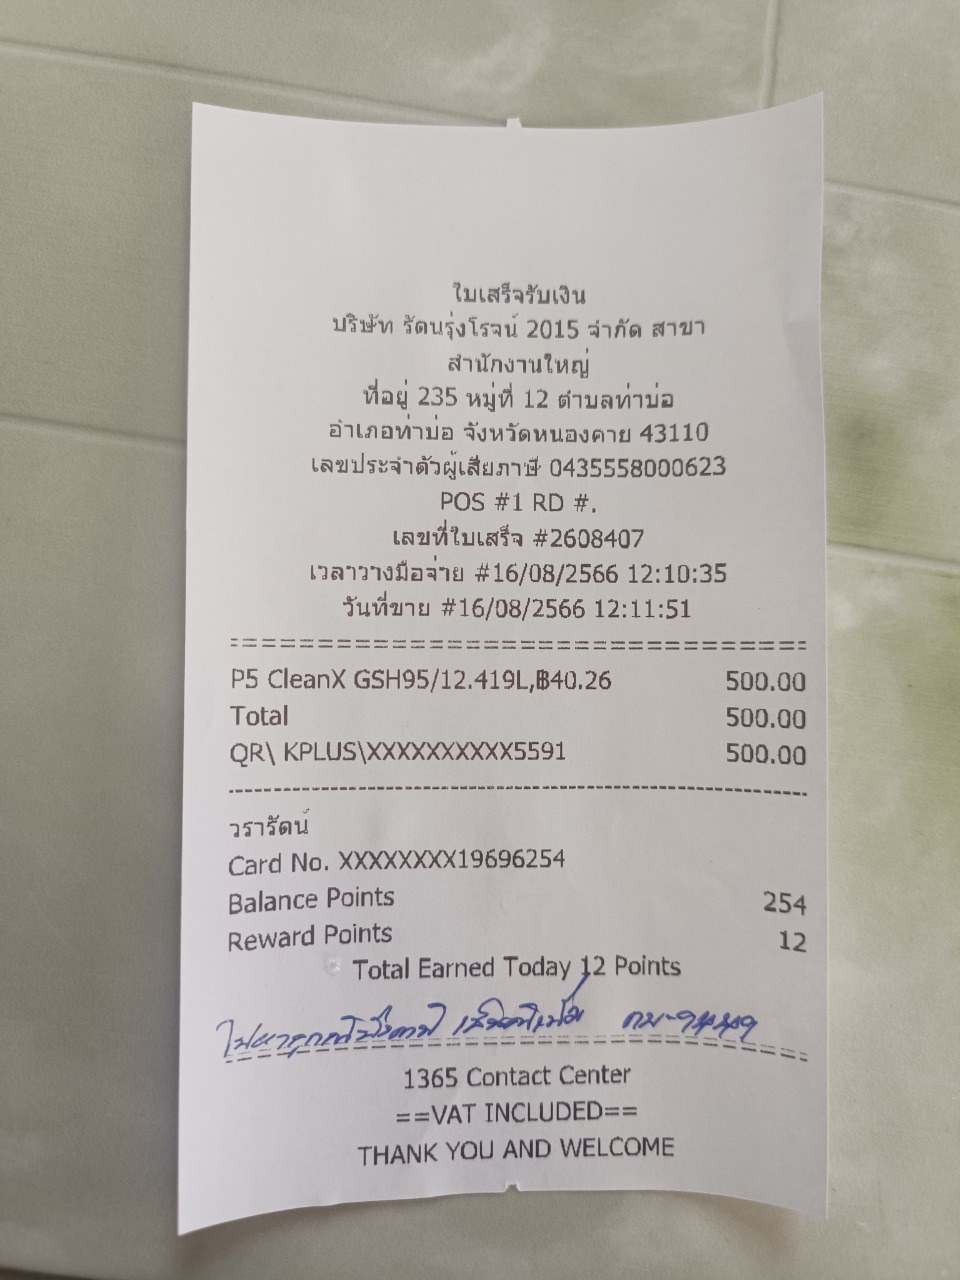 ใบเสร็จรับเงิน
บริษัท รัตนรุ่งโรจน์ 2015 จำกัด สาขา
สำนักงานใหญ่
ที่อยู่ 235 หมู่ที่ 12 ตำบลท่าบ่อ
อำเภอท่าบ่อ จังหวัดหนองคาย 43110
เลขประจำตัวผู้เสียภาษี 0435558000623
POS #1 RD #.
เลขที่ใบเสร็จ #2608407
เวลาวางมือจ่าย #16/08/2566 12:10:35
วันที่ขาย #16/08/2566 12:11:51
P5 CleanX GSH95/12.419L,฿40.26 500.00
Total 500.00
QR\ KPLUS\XXXXXXXXXX5591 500.00
วรารัตน์
Card No. XXXXXXXX19696254
Balance Points 254
Reward Points 12
Total Earned Today 12 Points
1365 Contact Center
==VAT INCLUDED==
THANK YOU AND WELCOME